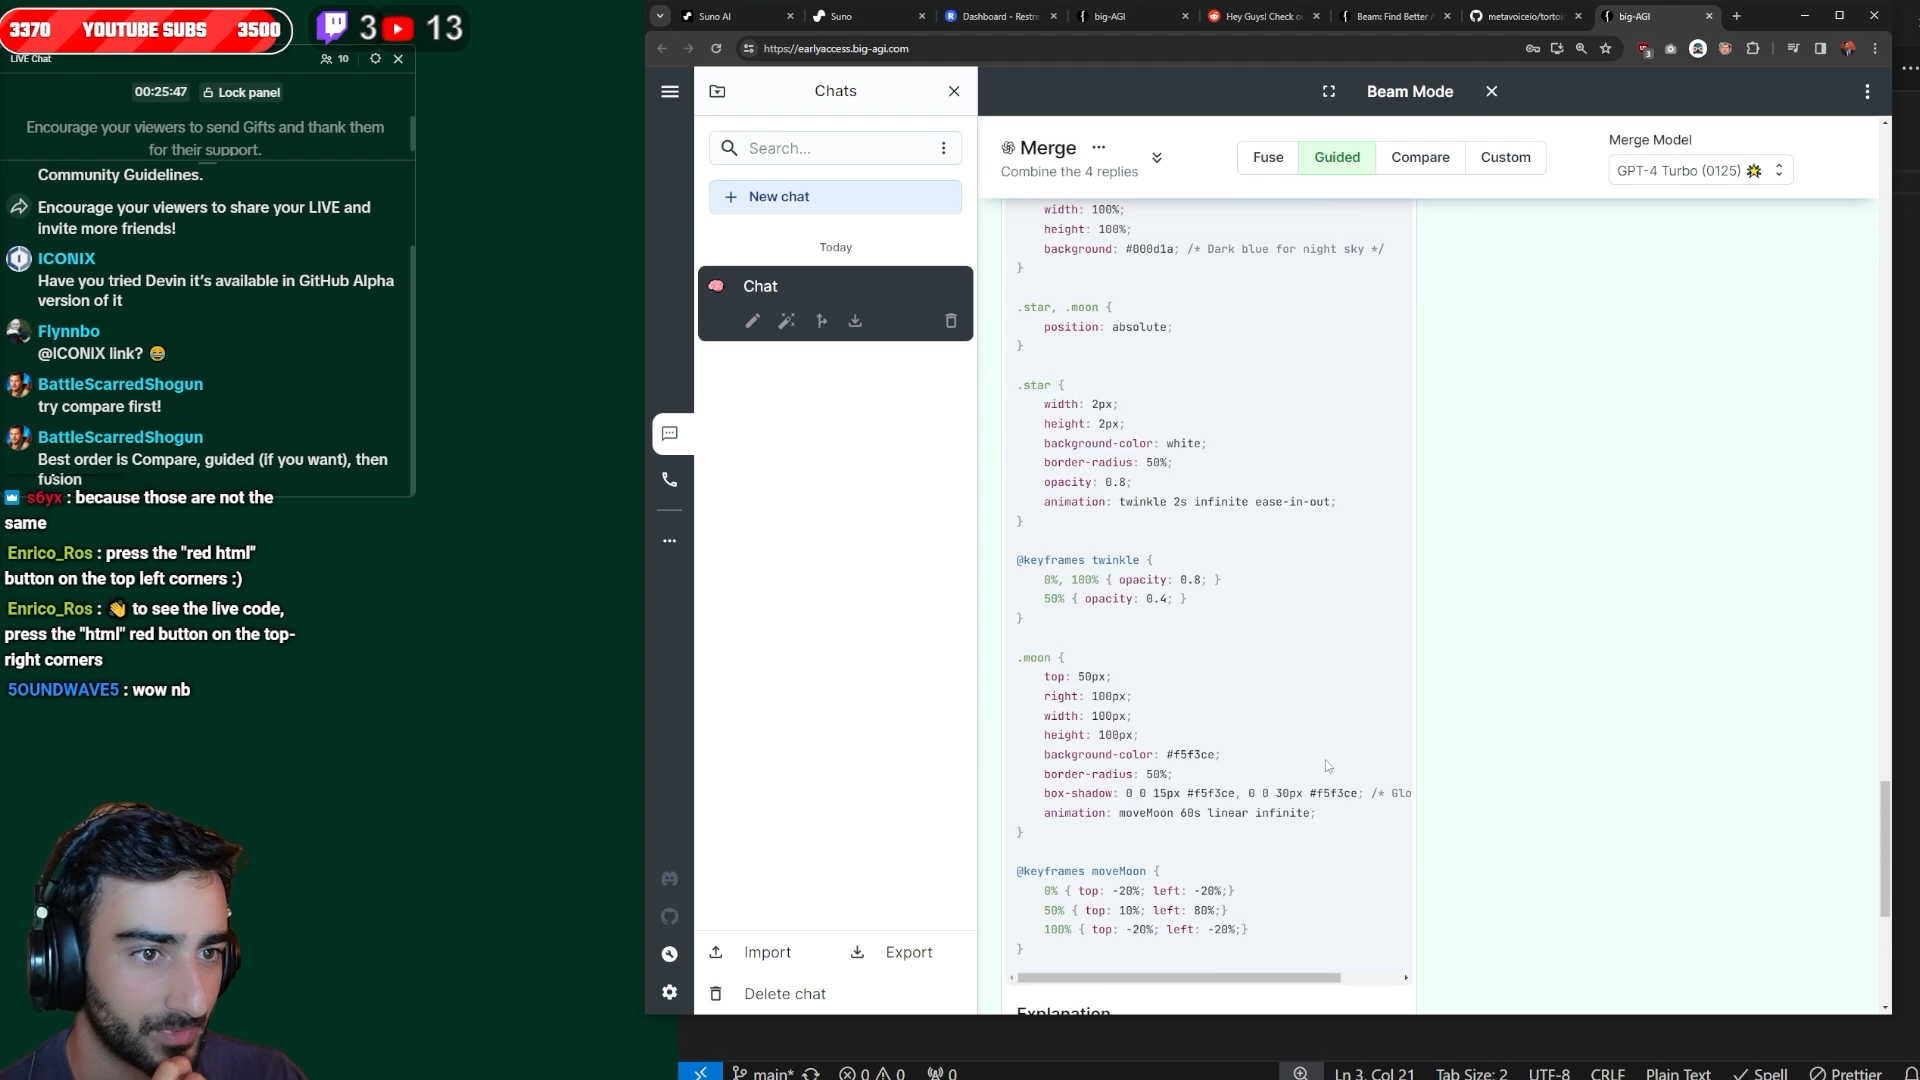 3370 YOUTUBE SUBS 3500
3 13
LIVE Chat
10
00:25:47 Lock panel
Encourage your viewers to send Gifts and thank them
for their support.
Community Guidelines.
Encourage your viewers to share your LIVE and
invite more friends!
ICONIX
Have you tried Devin it's available in GitHub Alpha
version of it
Flynnbo
@ICONIX link? 😂
BattleScarredShogun
try compare first!
BattleScarredShogun
Best order is Compare, guided (if you want), then
fusion
s6yx : because those are not the
same
Enrico_Ros : press the "red html"
button on the top left corners :)
Enrico_Ros : 👋 to see the live code,
press the "html" red button on the top-
right corners
5OUNDWAVE5 : wow nb
Suno AI
Suno
Dashboard - Restre
big-AGI
Hey Guys! Check o
Beam: Find Better
metavoiceio/tortoi
big-AGI
https://earlyaccess.big-agi.com
Chats
Search...
New chat
Today
Chat
Import
Export
Delete chat
Beam Mode
Merge
Combine the 4 replies
Fuse
Guided
Compare
Custom
Merge Model
GPT-4 Turbo (0125)
width: 100%;
height: 100%;
background: #000d1a; /* Dark blue for night sky */
}
.star, .moon {
position: absolute;
}
.star {
width: 2px;
height: 2px;
background-color: white;
border-radius: 50%;
opacity: 0.8;
animation: twinkle 2s infinite ease-in-out;
}
@keyframes twinkle {
0%, 100% { opacity: 0.8; }
50% { opacity: 0.4; }
}
.moon {
top: 50px;
right: 100px;
width: 100px;
height: 100px;
background-color: #f5f3ce;
border-radius: 50%;
box-shadow: 0 0 15px #f5f3ce, 0 0 30px #f5f3ce; /* Glo
animation: moveMoon 60s linear infinite;
}
@keyframes moveMoon {
0% { top: -20%; left: -20%;}
50% { top: 10%; left: 80%;}
100% { top: -20%; left: -20%;}
}
Explanation
main* 0 0 0
Ln 3, Col 21 Tab Size: 2 UTF-8 CRLF Plain Text Spell Prettier